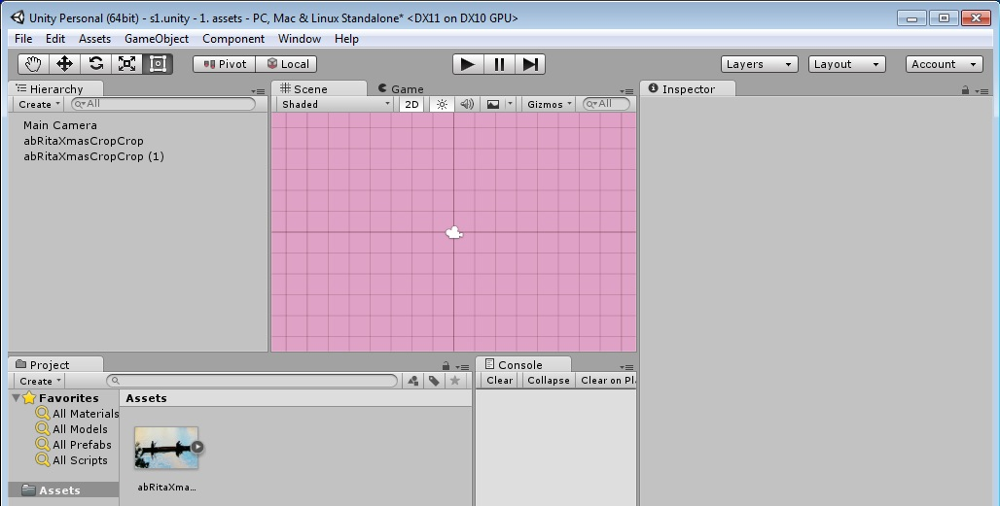 Unity Personal (64bit) - s1.unity - 1. assets - PC, Mac & Linux Standalone* <DX11 on DX10 GPU>
File Edit Assets GameObject Component Window Help
Pivot Local Layers Layout Account
Hierarchy
Create All
Main Camera
abRitaXmasCropCrop
abRitaXmasCropCrop (1)
Scene Game
Shaded 2D Gizmos All
Inspector
Project
Create
Favorites
All Materials
All Models
All Prefabs
All Scripts
Assets
Assets
abRitaXma...
Console
Clear Collapse Clear on Pl